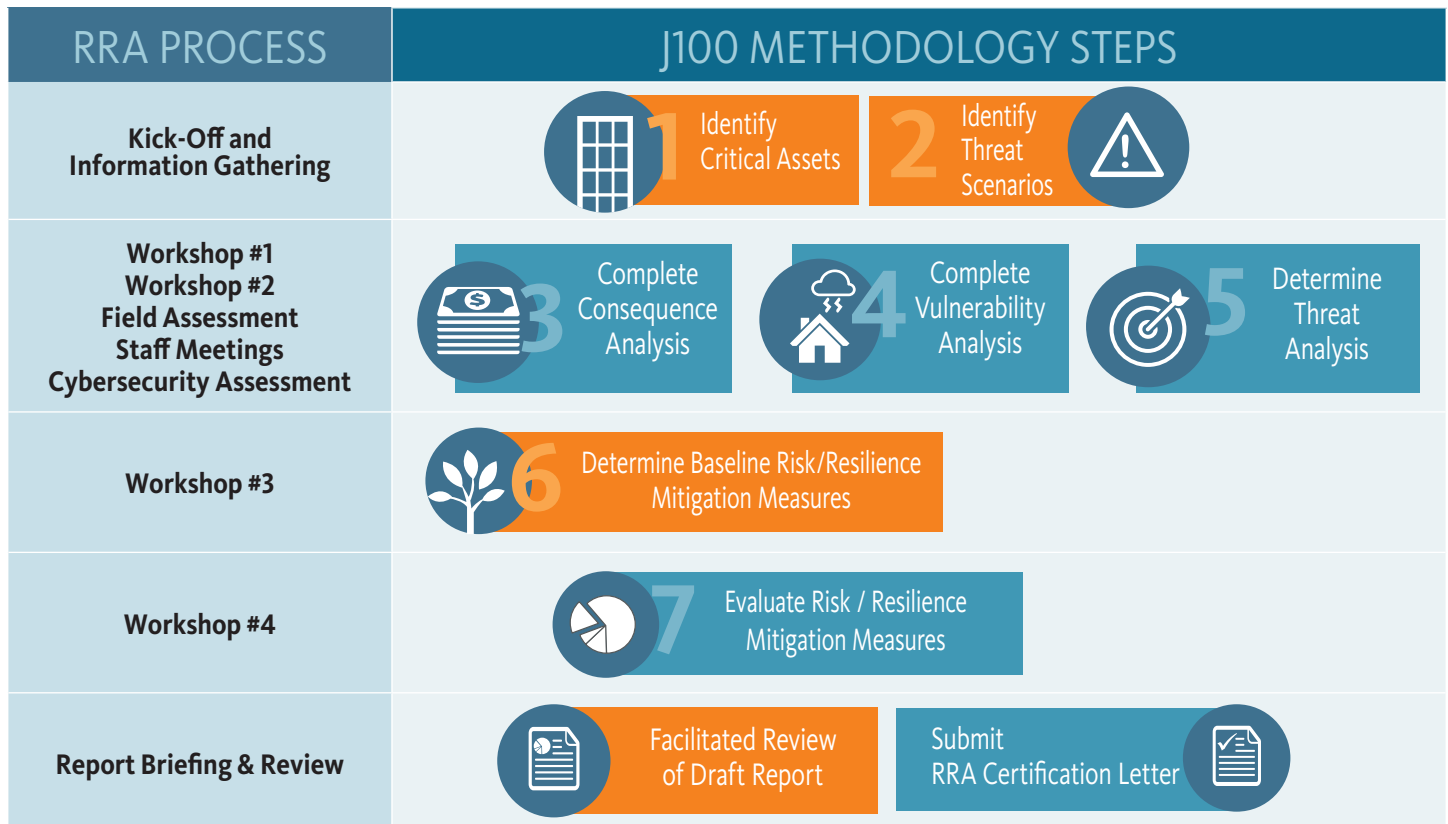 RRA PROCESS
J100 METHODOLOGY STEPS
Kick-Off and
Information Gathering
1
Identify
Critical Assets
2
Identify
Threat
Scenarios
!
Workshop #1
Workshop #2
Field Assessment
Staff Meetings
Cybersecurity Assessment
$
3
Complete
Consequence
Analysis
4
Complete
Vulnerability
Analysis
5
Determine
Threat
Analysis
Workshop #3
6
Determine Baseline Risk/Resilience
Mitigation Measures
Workshop #4
7
Evaluate Risk / Resilience
Mitigation Measures
Report Briefing & Review
Facilitated Review
of Draft Report
Submit
RRA Certification Letter